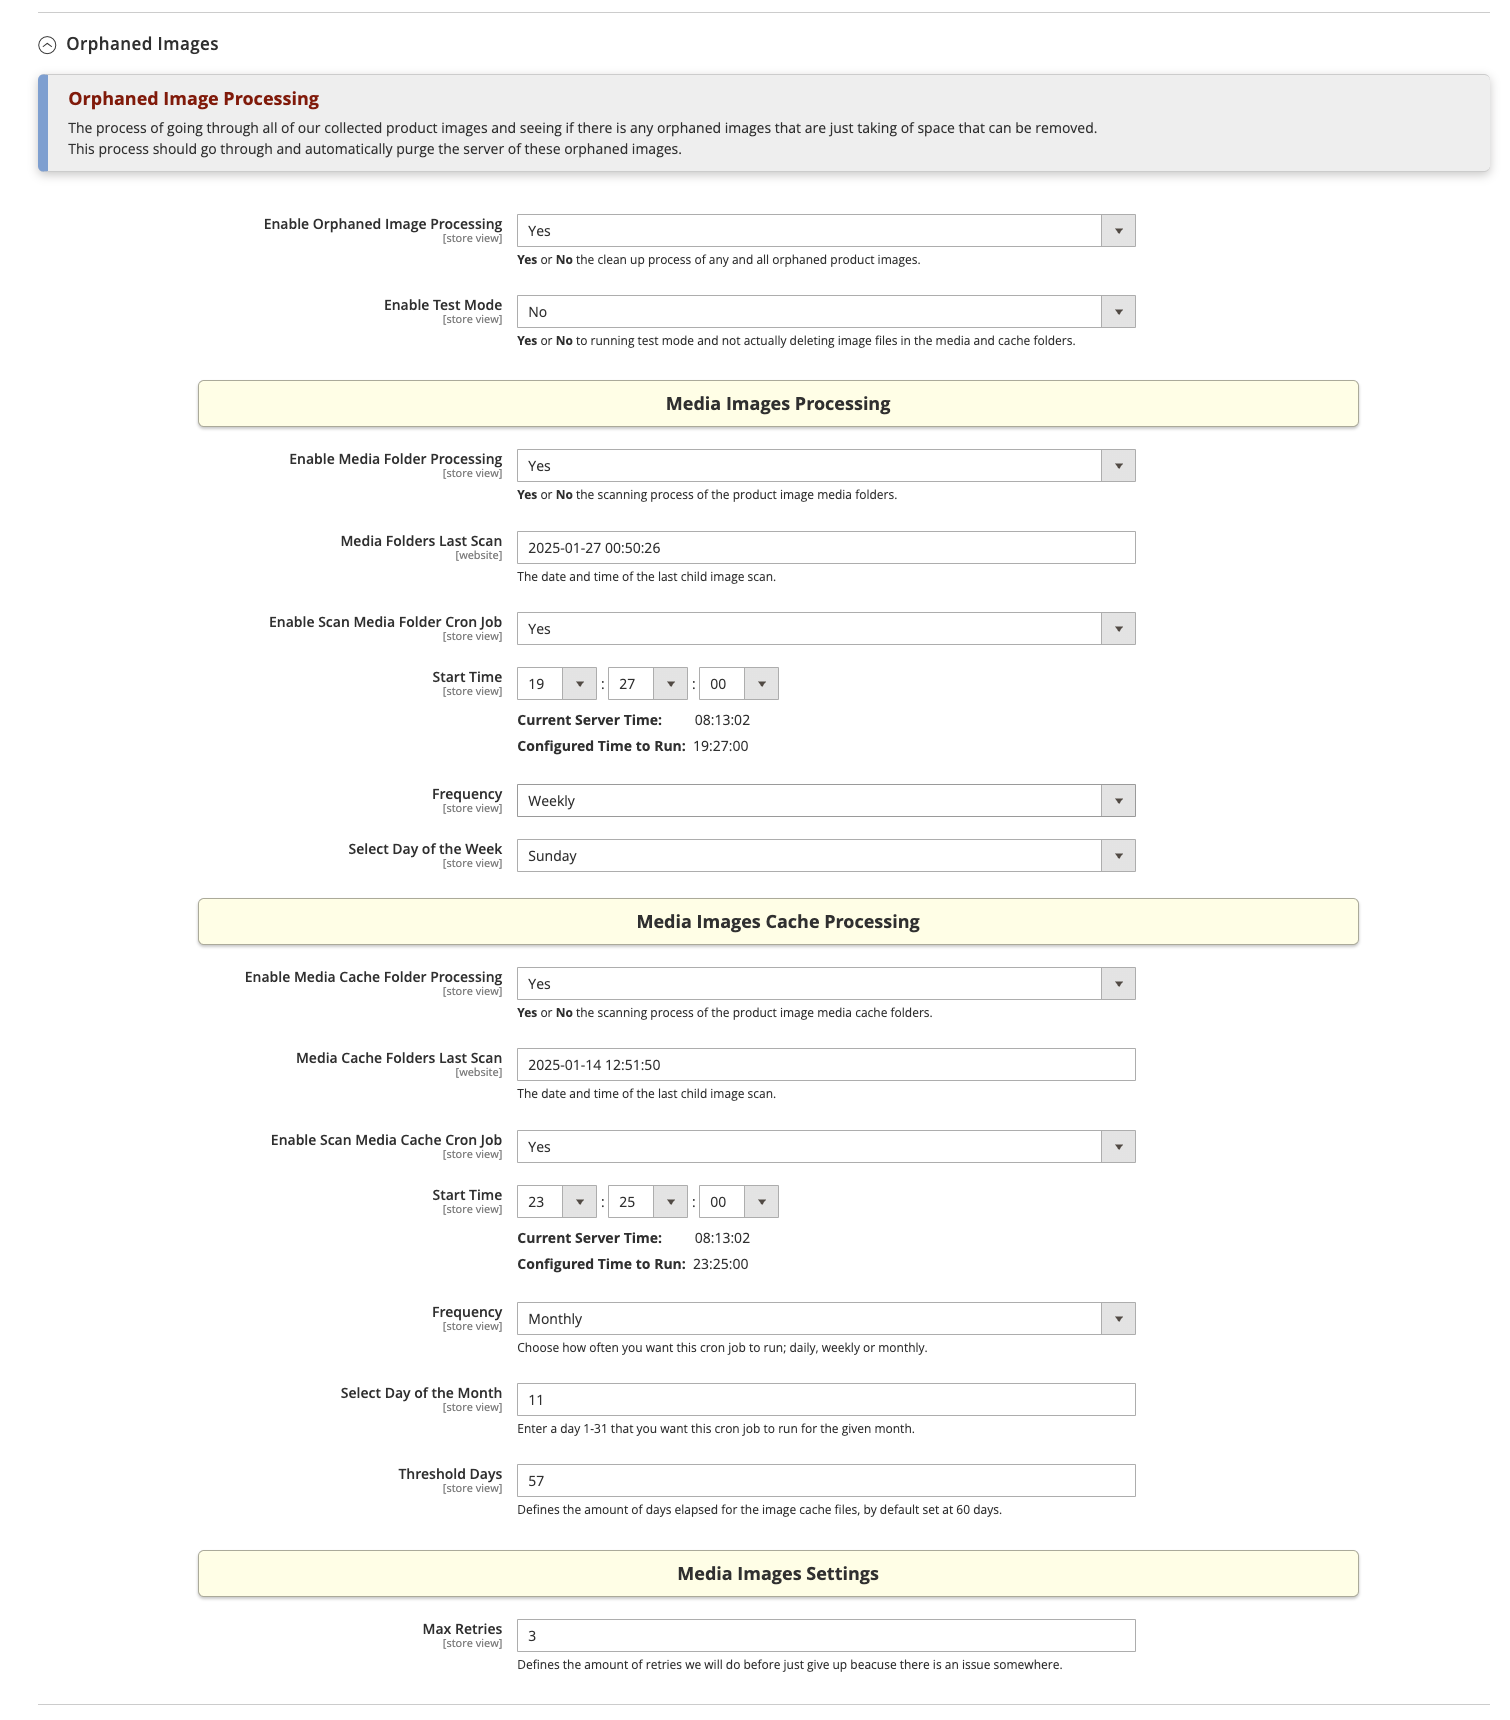 Orphaned Images
Orphaned Image Processing
The process of going through all of our collected product images and seeing if there is any orphaned images that are just taking of space that can be removed.
This process should go through and automatically purge the server of these orphaned images.
Enable Orphaned Image Processing
[store view]
Yes
Yes or No the clean up process of any and all orphaned product images.
Enable Test Mode
[store view]
No
Yes or No to running test mode and not actually deleting image files in the media and cache folders.
Media Images Processing
Enable Media Folder Processing
[store view]
Yes
Yes or No the scanning process of the product image media folders.
Media Folders Last Scan
[website]
2025-01-27 00:50:26
The date and time of the last child image scan.
Enable Scan Media Folder Cron Job
[store view]
Yes
Start Time
[store view]
19 : 27 : 00
Current Server Time: 08:13:02
Configured Time to Run: 19:27:00
Frequency
[store view]
Weekly
Select Day of the Week
[store view]
Sunday
Media Images Cache Processing
Enable Media Cache Folder Processing
[store view]
Yes
Yes or No the scanning process of the product image media cache folders.
Media Cache Folders Last Scan
[website]
2025-01-14 12:51:50
The date and time of the last child image scan.
Enable Scan Media Cache Cron Job
[store view]
Yes
Start Time
[store view]
23 : 25 : 00
Current Server Time: 08:13:02
Configured Time to Run: 23:25:00
Frequency
[store view]
Monthly
Choose how often you want this cron job to run; daily, weekly or monthly.
Select Day of the Month
[store view]
11
Enter a day 1-31 that you want this cron job to run for the given month.
Threshold Days
[store view]
57
Defines the amount of days elapsed for the image cache files, by default set at 60 days.
Media Images Settings
Max Retries
[store view]
3
Defines the amount of retries we will do before just give up beacuse there is an issue somewhere.